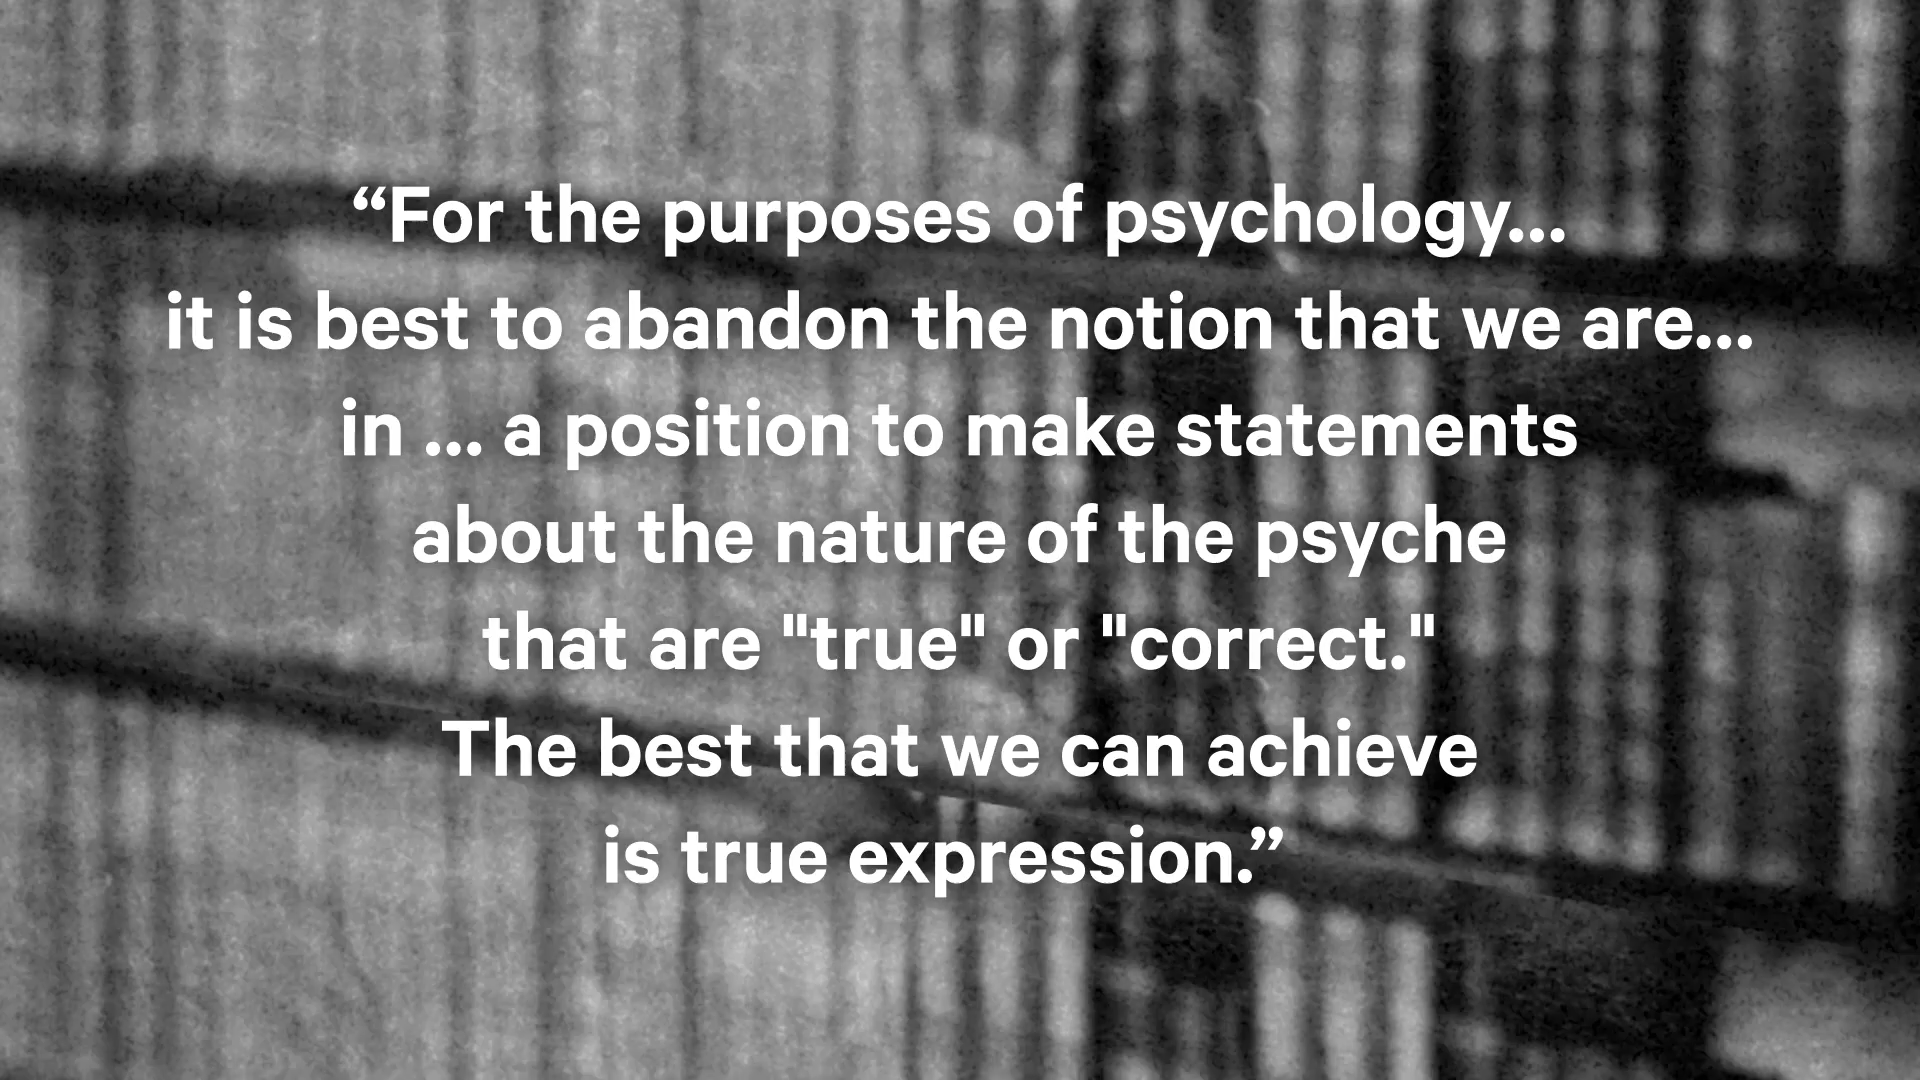 “For the purposes of psychology...
it is best to abandon the notion that we are...
in ... a position to make statements
about the nature of the psyche
that are "true" or "correct."
The best that we can achieve
is true expression.”